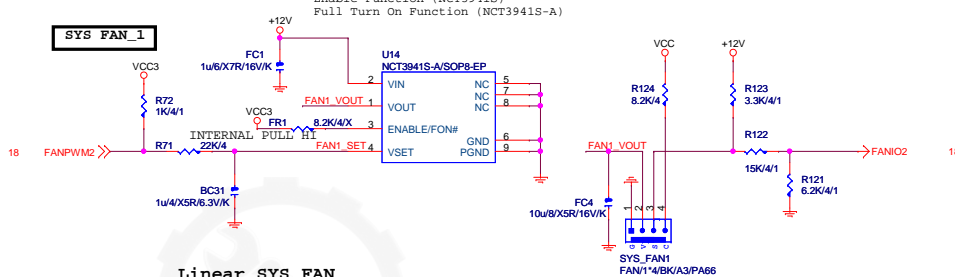 Enable Function (NCT3941S)
Full Turn On Function (NCT3941S-A)
SYS FAN_1
+12V
FC1
1u/6/X7R/16V/K
U14
NCT3941S-A/SOP8-EP
2 VIN NC 5
NC 7
1 VOUT NC 8
3 ENABLE/FON#
GND 6
4 VSET PGND 9
FAN1_VOUT
VCC3
FR1 8.2K/4/X
INTERNAL PULL HI
FAN1_SET
VCC3
R72
1K/4/1
18 FANPWM2
R71 22K/4
BC31
1u/4/X5R/6.3V/K
VCC
R124
8.2K/4
+12V
R123
3.3K/4/1
FAN1_VOUT
R122
15K/4/1
FANIO2
18
R121
6.2K/4/1
FC4
10u/8/X5R/16V/K
1 2 3 4
G V S C
SYS_FAN1
FAN/1*4/BK/A3/PA66
Linear SYS FAN